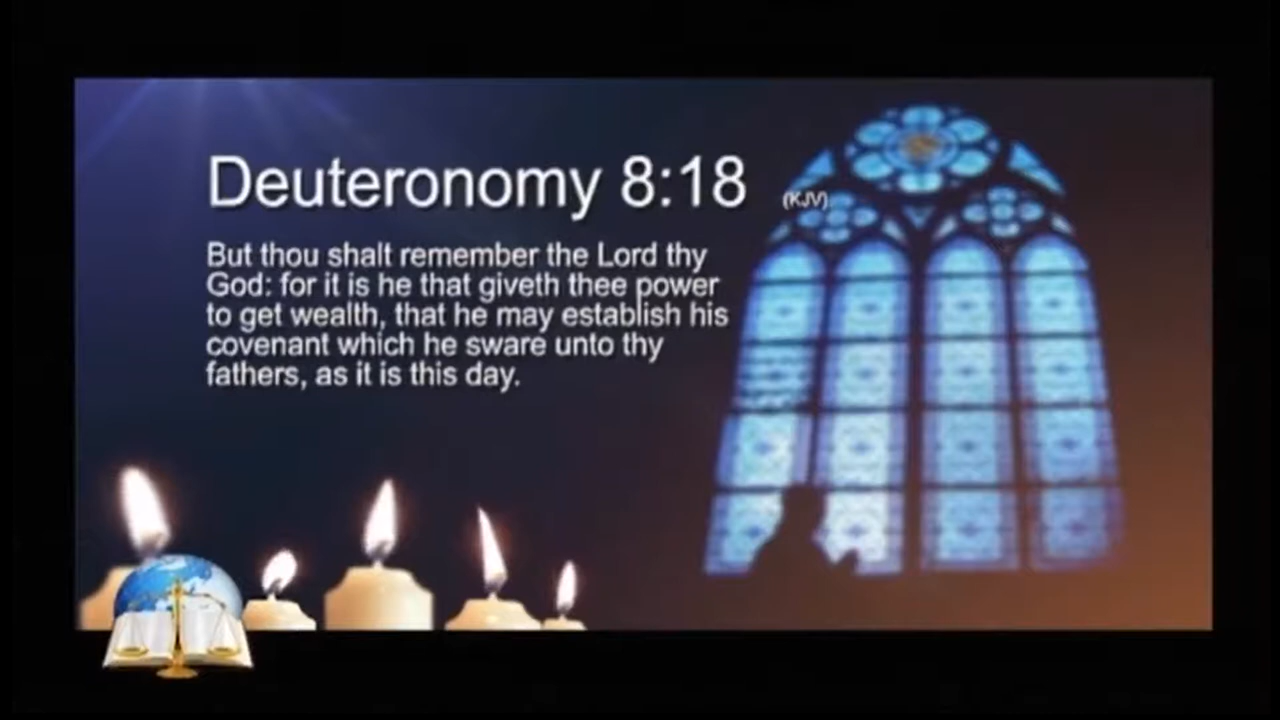 Deuteronomy 8:18 (KJV)
But thou shalt remember the Lord thy
God: for it is he that giveth thee power
to get wealth, that he may establish his
covenant which he sware unto thy
fathers, as it is this day.